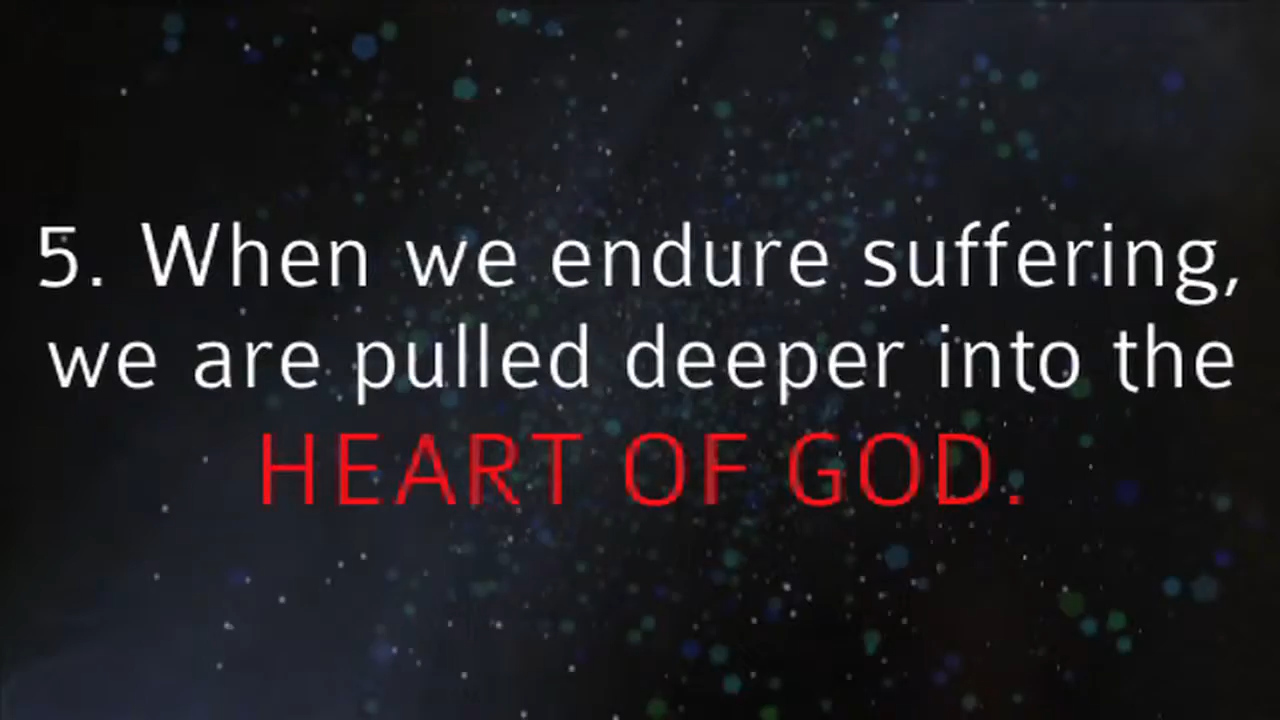 5. When we endure suffering,
we are pulled deeper into the
HEART OF GOD.